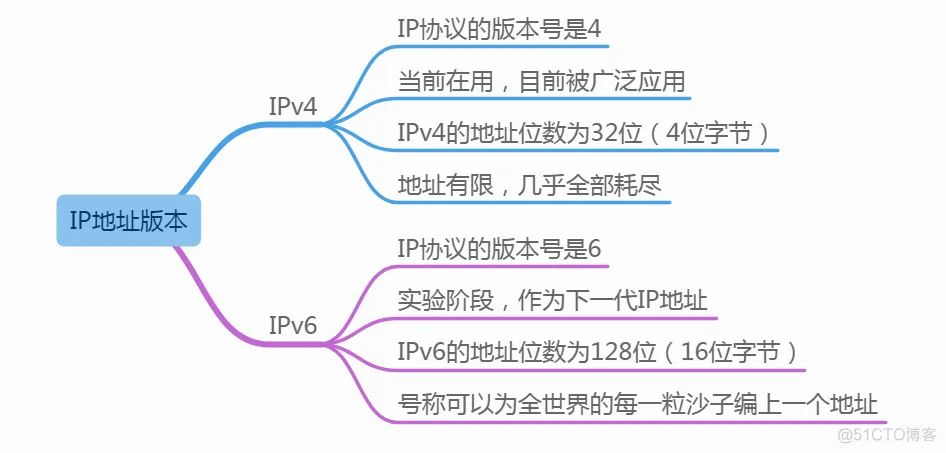 IP地址版本
IPv4
IP协议的版本号是4
当前在用，目前被广泛应用
IPv4的地址位数为32位（4位字节）
地址有限，几乎全部耗尽
IPv6
IP协议的版本号是6
实验阶段，作为下一代IP地址
IPv6的地址位数为128位（16位字节）
号称可以为全世界的每一粒沙子编上一个地址
@51CTO博客